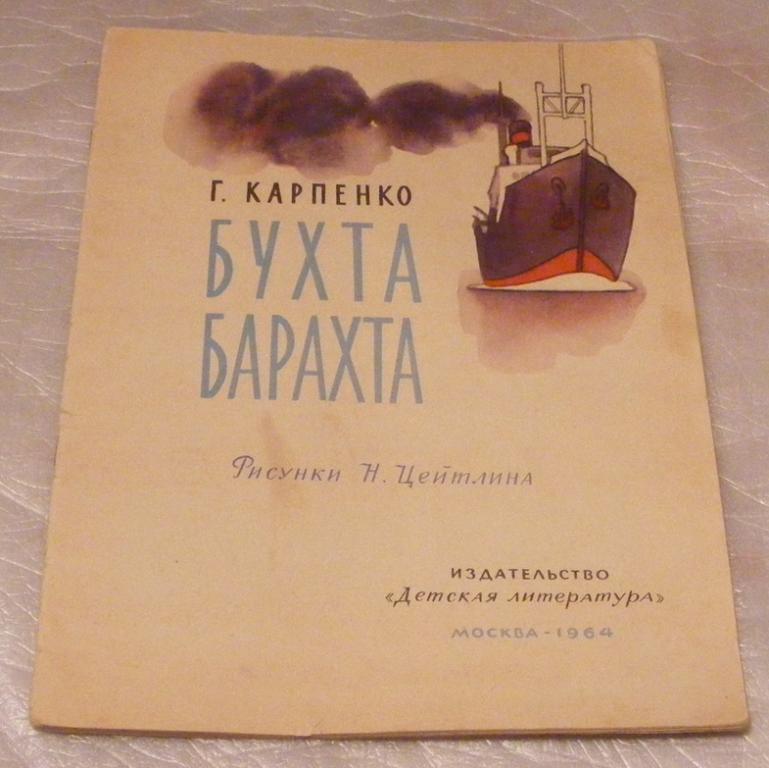 Г. КАРПЕНКО
БУХТА
БАРАХТА
Рисунки Н. Цейтлина
ИЗДАТЕЛЬСТВО
«Детская литература»
МОСКВА - 1964